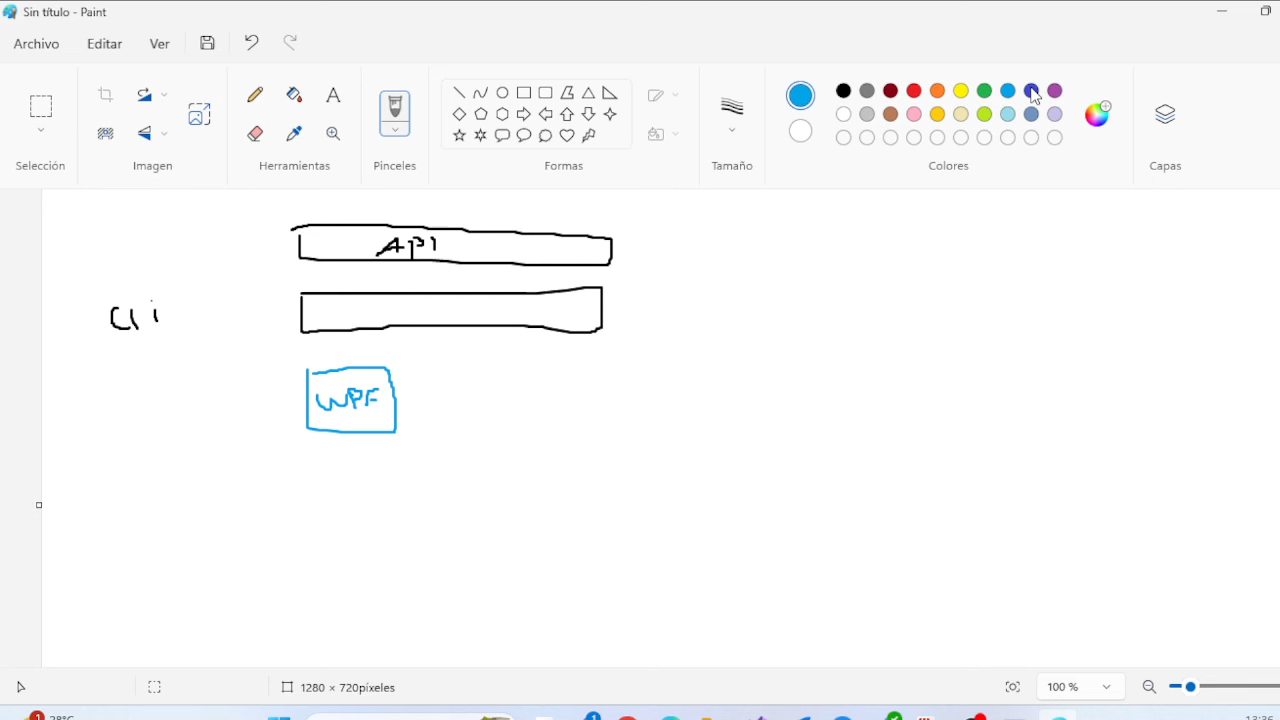 Sin título - Paint
Archivo Editar Ver
Selección Imagen Herramientas Pinceles Formas Tamaño Colores Capas
Api
Cli
WPF
1280 × 720píxeles 100 %